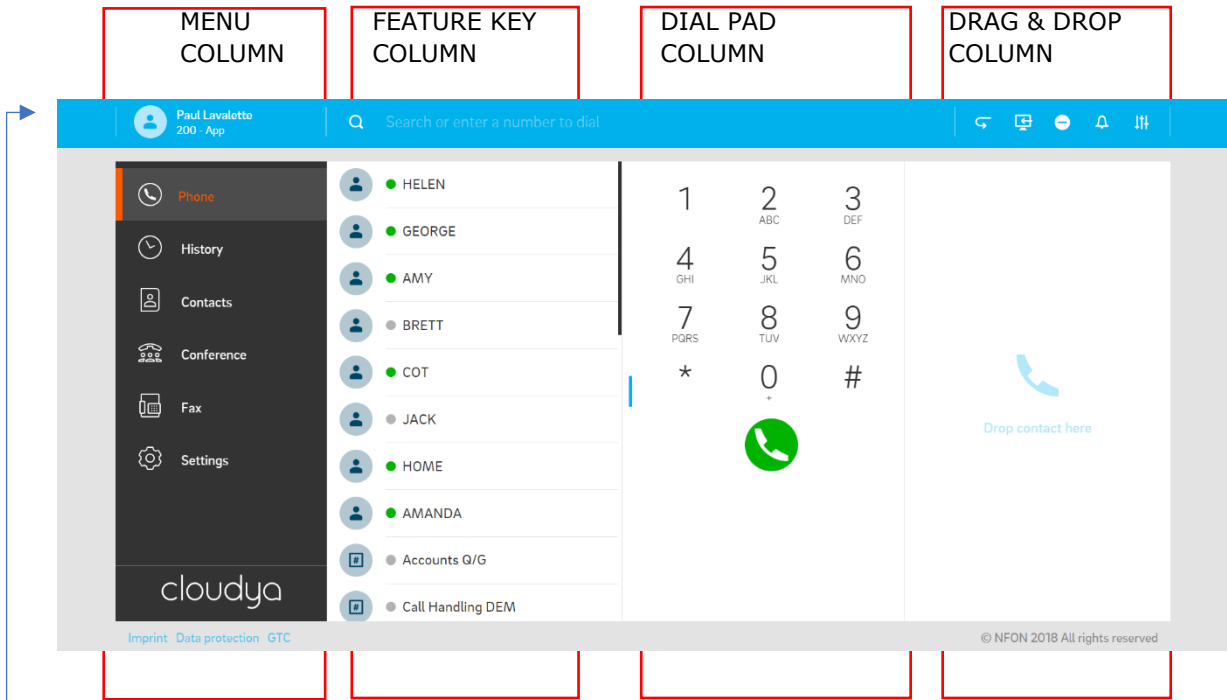 MENU
COLUMN
FEATURE KEY
COLUMN
DIAL PAD
COLUMN
DRAG & DROP
COLUMN
Paul Lavalette
200 - App
Search or enter a number to dial
Phone
History
Contacts
Conference
Fax
Settings
cloudya
HELEN
GEORGE
AMY
BRETT
COT
JACK
HOME
AMANDA
# Accounts Q/G
# Call Handling DEM
1 2 3
ABC DEF
4 5 6
GHI JKL MNO
7 8 9
PQRS TUV WXYZ
* 0 #
+
Drop contact here
Imprint Data protection GTC
© NFON 2018 All rights reserved